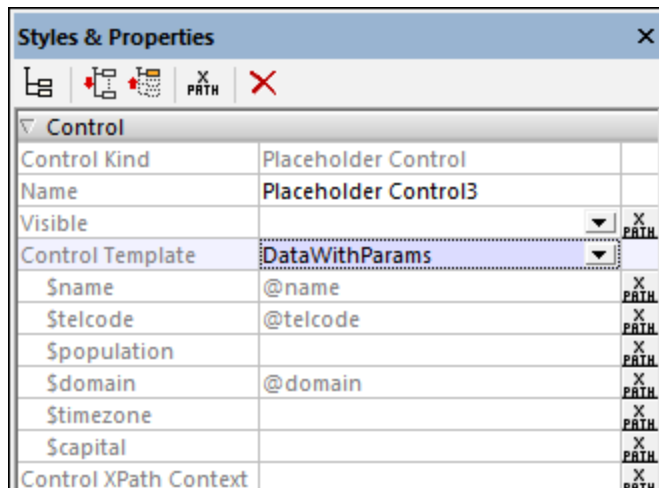 Styles & Properties
X PATH
Control
Control Kind Placeholder Control
Name Placeholder Control3
Visible X PATH
Control Template DataWithParams
$name @name X PATH
$telcode @telcode X PATH
$population X PATH
$domain @domain X PATH
$timezone X PATH
$capital X PATH
Control XPath Context X PATH